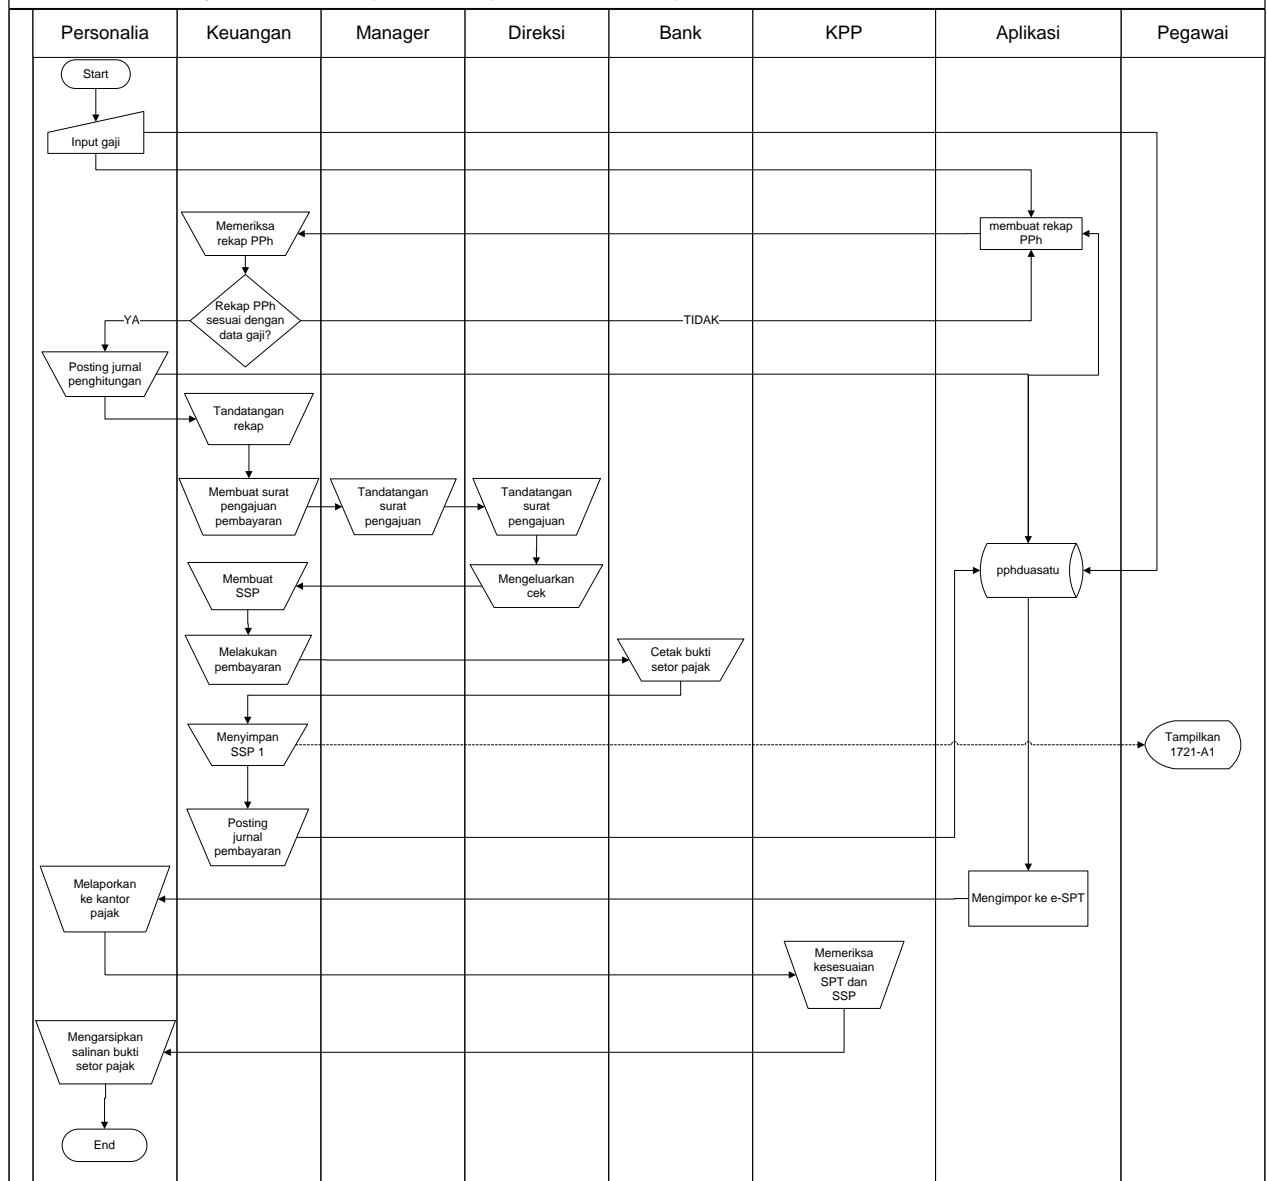 Personalia
Keuangan
Manager
Direksi
Bank
KPP
Aplikasi
Pegawai
Start
Input gaji
Memeriksa
rekap PPh
membuat rekap
PPh
Rekap PPh
sesuai dengan
data gaji?
YA
TIDAK
Posting jurnal
penghitungan
Tandatangan
rekap
Membuat surat
pengajuan
pembayaran
Tandatangan
surat
pengajuan
Tandatangan
surat
pengajuan
pphduasatu
Membuat
SSP
Mengeluarkan
cek
Melakukan
pembayaran
Cetak bukti
setor pajak
Menyimpan
SSP 1
Tampilkan
1721-A1
Posting
jurnal
pembayaran
Melaporkan
ke kantor
pajak
Mengimpor ke e-SPT
Memeriksa
kesesuaian
SPT dan
SSP
Mengarsipkan
salinan bukti
setor pajak
End